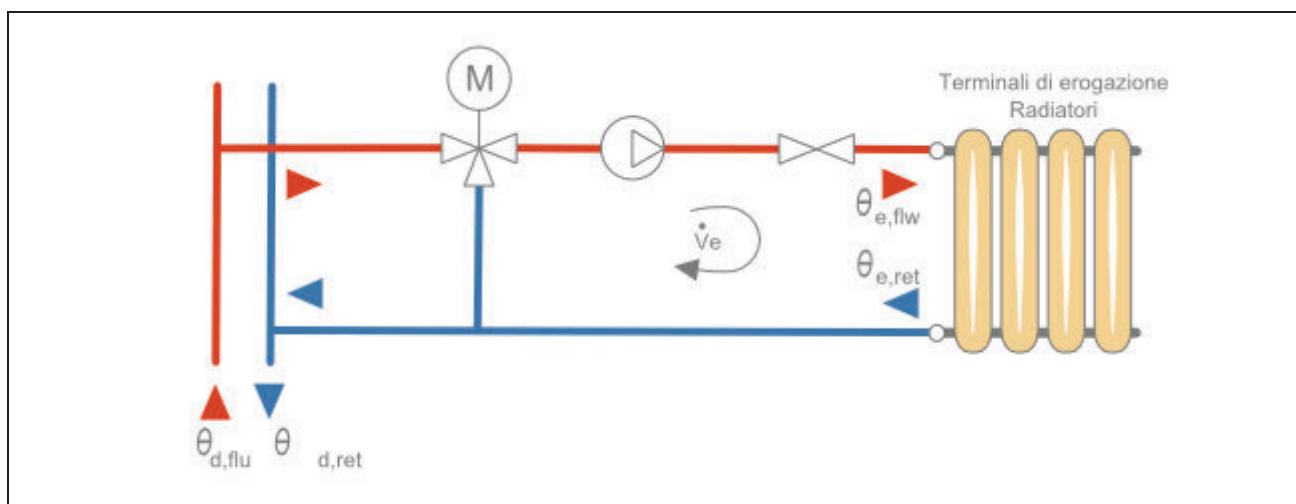 M
Terminali di erogazione
Radiatori
θe,flw
V̇e
θe,ret
θd,flu θ d,ret